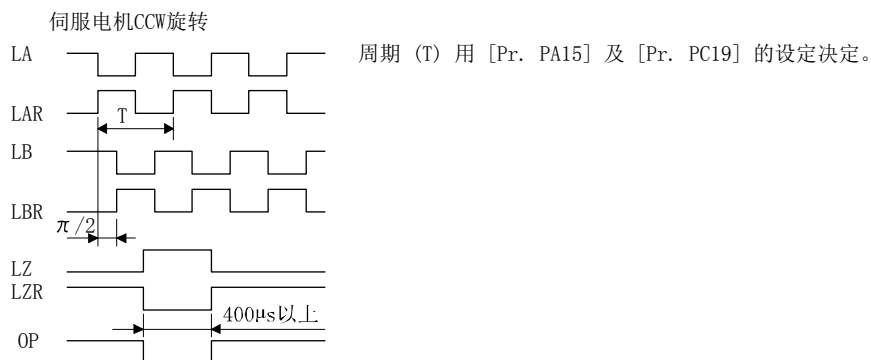 伺服电机CCW旋转
LA
周期 (T) 用 [Pr. PA15] 及 [Pr. PC19] 的设定决定。
LAR
T
LB
LBR
π/2
LZ
LZR
400μs以上
OP